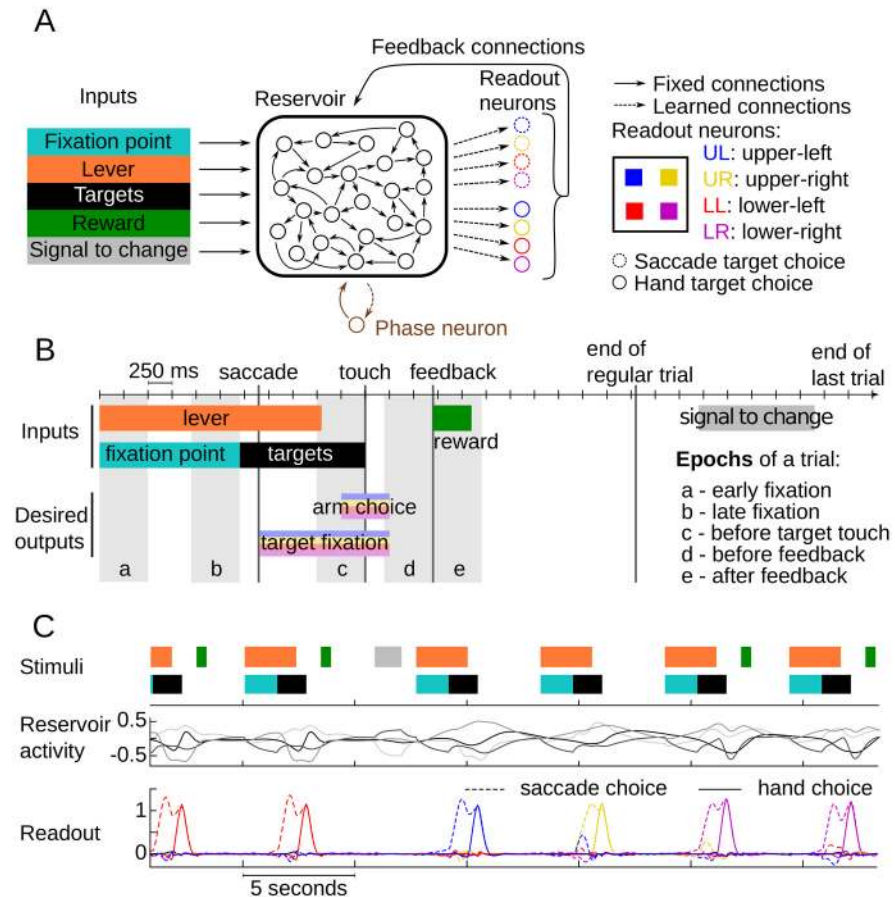 A
Feedback connections
Inputs
Reservoir
Readout
neurons
Fixation point
Lever
Targets
Reward
Signal to change
Phase neuron
Fixed connections
Learned connections
Readout neurons:
UL: upper-left
UR: upper-right
LL: lower-left
LR: lower-right
Saccade target choice
Hand target choice
B
250 ms
saccade
touch
feedback
end of
regular trial
end of
last trial
Inputs
lever
reward
signal to change
fixation point
targets
Desired
outputs
arm choice
target fixation
a
b
c
d
e
Epochs of a trial:
a - early fixation
b - late fixation
c - before target touch
d - before feedback
e - after feedback
C
Stimuli
Reservoir
activity
0.5
-0.5
saccade choice
hand choice
Readout
1
0
5 seconds